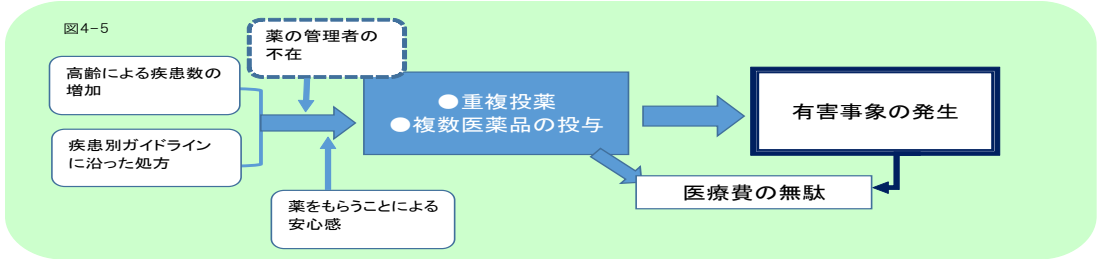 図4-5
薬の管理者の
不在
高齢による疾患数の
増加
疾患別ガイドライン
に沿った処方
薬をもらうことによる
安心感
●重複投薬
●複数医薬品の投与
有害事象の発生
医療費の無駄